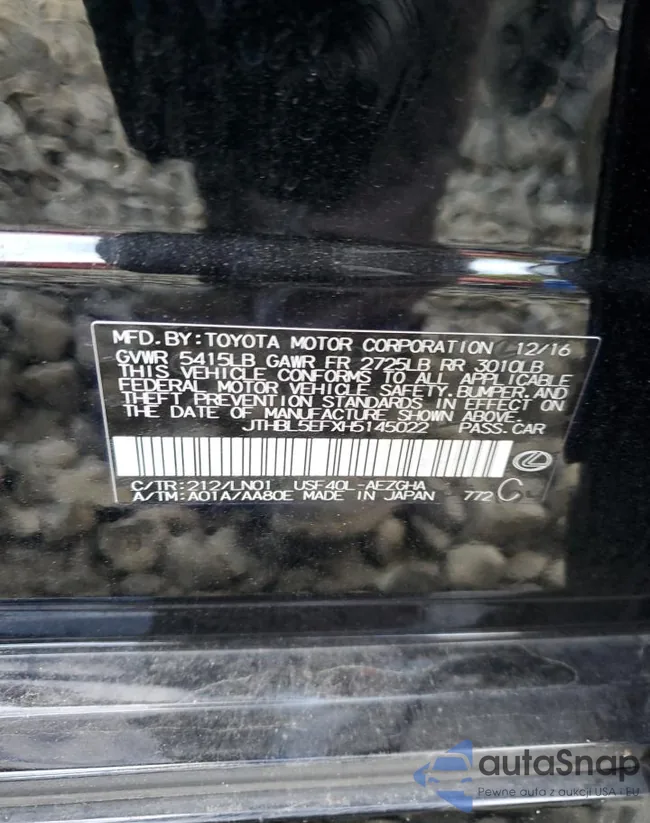 MFD.BY:TOYOTA MOTOR CORPORATION 12/16
GVWR 5415LB GAWR FR 2725LB RR 3010LB
THIS VEHICLE CONFORMS TO ALL APPLICABLE
FEDERAL MOTOR VEHICLE SAFETY,BUMPER,AND
THEFT PREVENTION STANDARDS IN EFFECT ON
THE DATE OF MANUFACTURE SHOWN ABOVE.
JTHBL5EFXH5145022 PASS.CAR
C/TR:212/LN01 USF40L-AEZGHA
A/TM:A01A/AA80E MADE IN JAPAN 772 C
autaSnap
Pewne auta z aukcji USA i EU